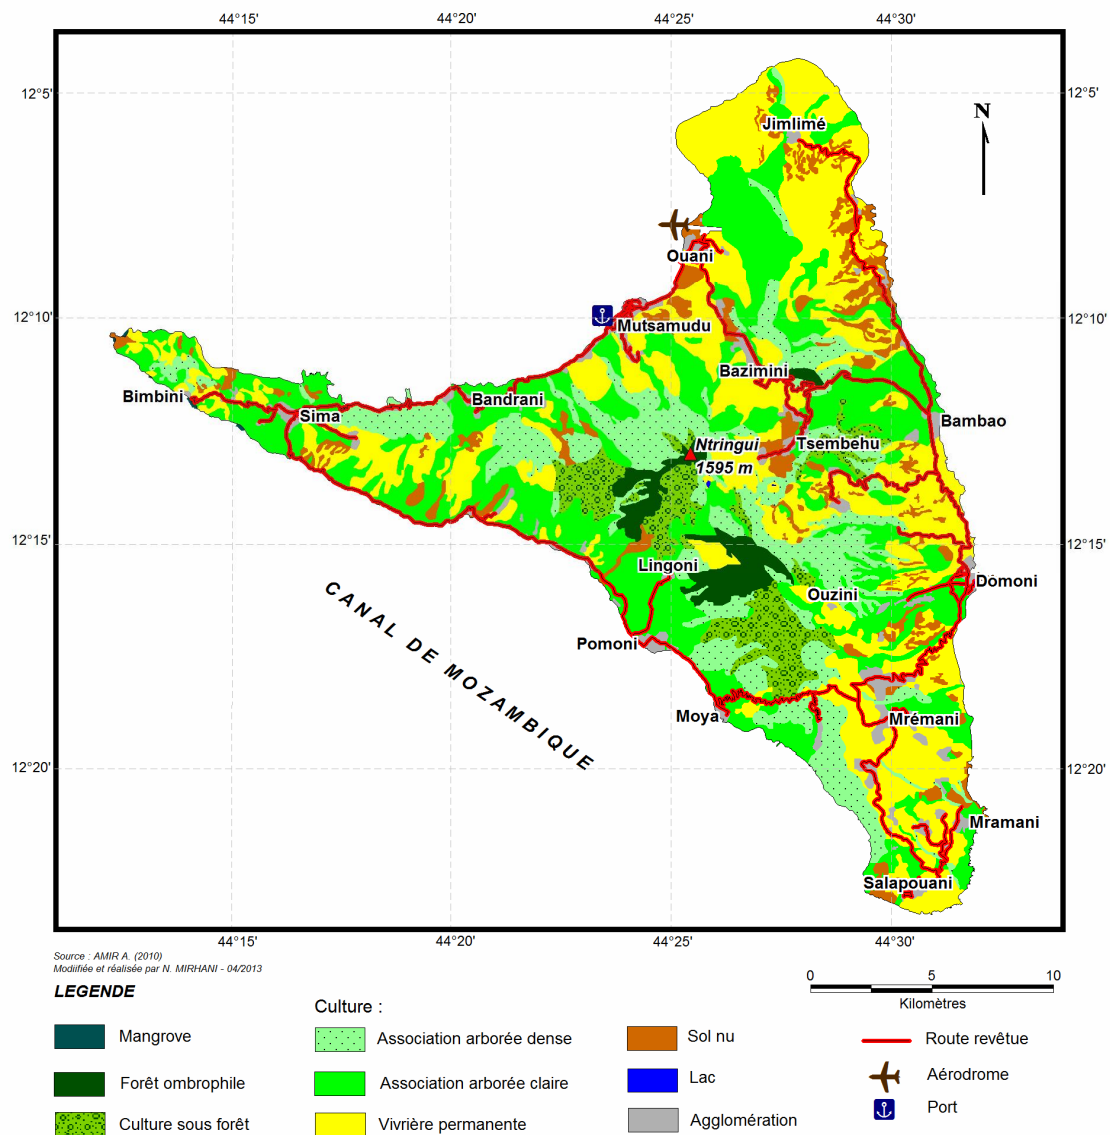 44°15' 44°20' 44°25' 44°30'
12°5' 12°5'
N
Jimlimé
Ouani
12°10' 12°10'
Mutsamudu
Bazimini
Bimbini
Bandrani
Sima
Bambao
Ntringui
1595 m
Tsembehu
12°15' 12°15'
Lingoni
Domoni
Ouzini
CANAL DE MOZAMBIQUE
Pomoni
Moya
Mrémani
12°20' 12°20'
Mramani
Salapouani
44°15' 44°20' 44°25' 44°30'
Source : AMIR A. (2010)
Modifiée et réalisée par N. MIRHANI - 04/2013
0 5 10
Kilomètres
LEGENDE
Mangrove
Forêt ombrophile
Culture sous forêt
Culture :
Association arborée dense
Association arborée claire
Vivrière permanente
Sol nu
Lac
Agglomération
Route revêtue
Aérodrome
Port